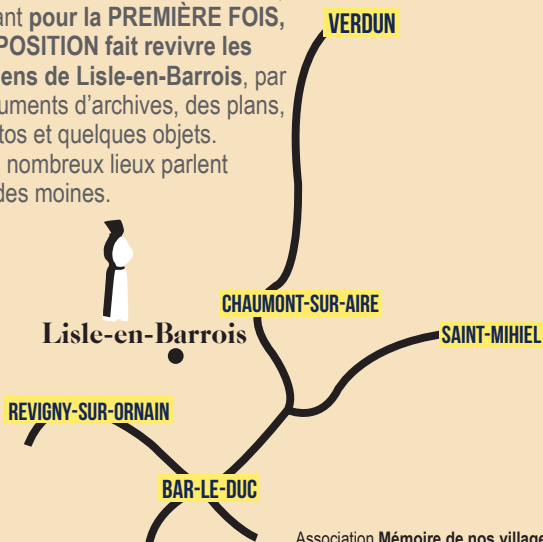 ant pour la PREMIÈRE FOIS,
POSITION fait revivre les
ens de Lisle-en-Barrois, par
uments d'archives, des plans,
tos et quelques objets.
nombreux lieux parlent
des moines.
VERDUN
CHAUMONT-SUR-AIRE
SAINT-MIHIEL
Lisle-en-Barrois
REVIGNY-SUR-ORNAIN
BAR-LE-DUC
Association Mémoire de nos village